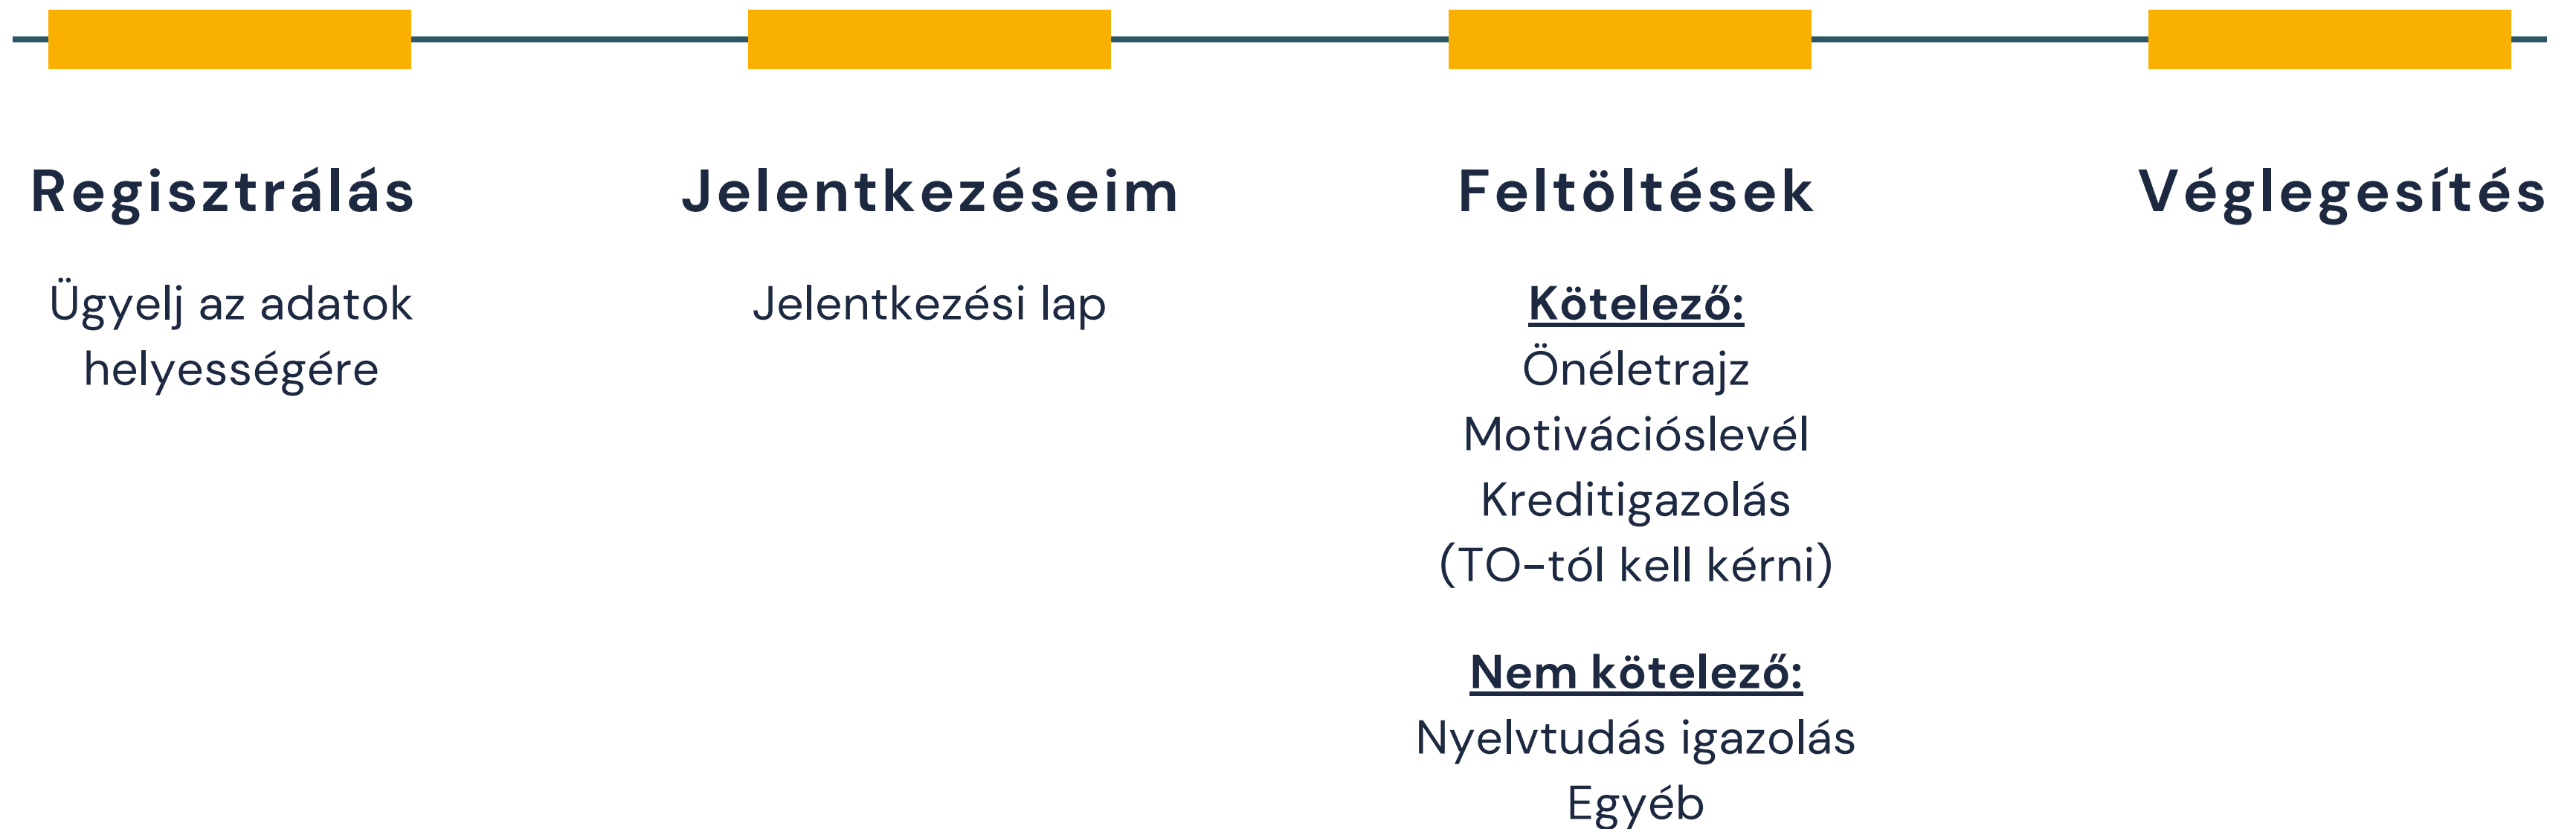 Regisztrálás
Ügyelj az adatok
helyességére
Jelentkezéseim
Jelentkezési lap
Feltöltések
Kötelező:
Önéletrajz
Motivációslevél
Kreditigazolás
(TO-tól kell kérni)
Nem kötelező:
Nyelvtudás igazolás
Egyéb
Véglegesítés